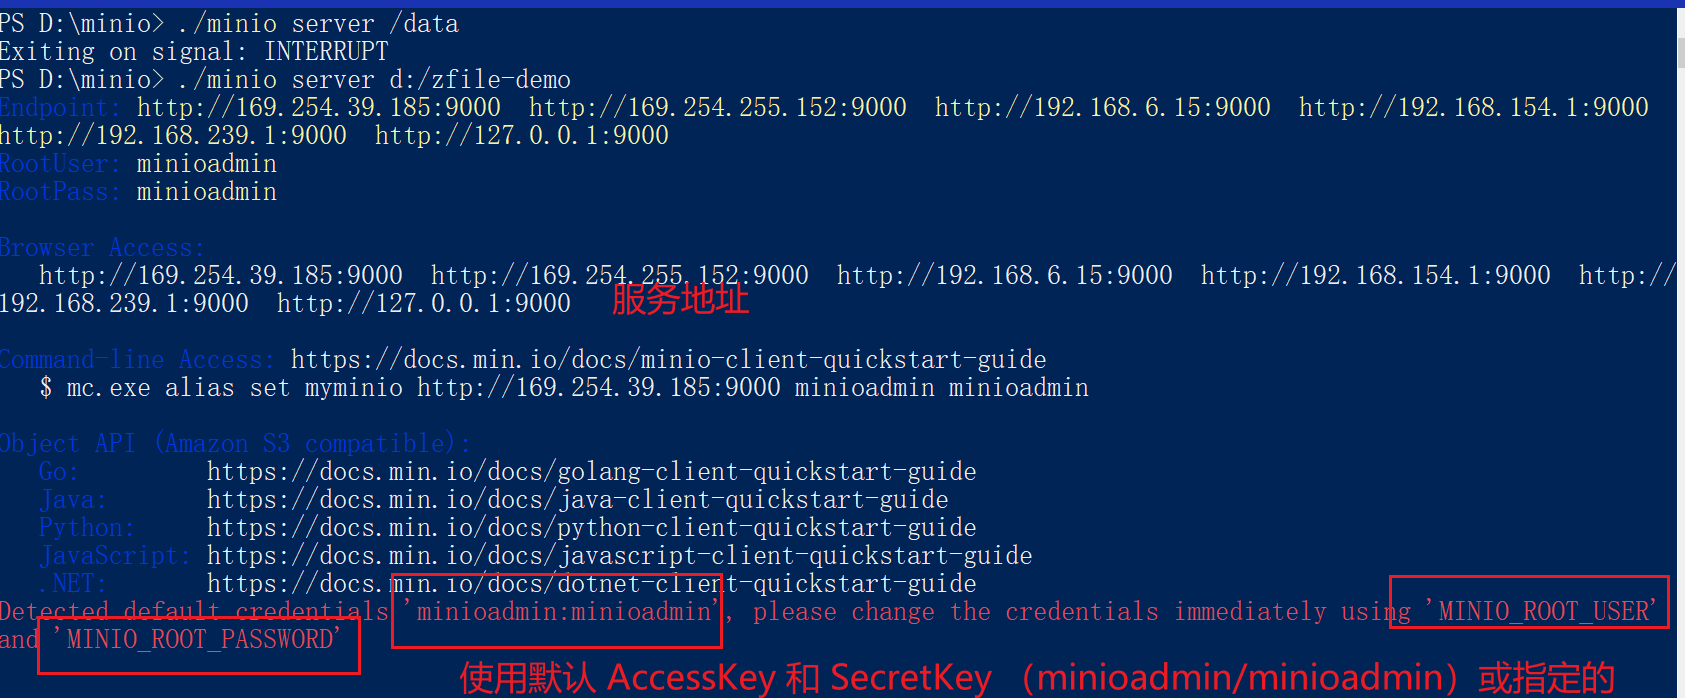 PS D:\minio> ./minio server /data
Exiting on signal: INTERRUPT
PS D:\minio> ./minio server d:/zfile-demo
Endpoint: http://169.254.39.185:9000  http://169.254.255.152:9000  http://192.168.6.15:9000  http://192.168.154.1:9000
http://192.168.239.1:9000  http://127.0.0.1:9000
RootUser: minioadmin
RootPass: minioadmin
Browser Access:
http://169.254.39.185:9000  http://169.254.255.152:9000  http://192.168.6.15:9000  http://192.168.154.1:9000  http://
192.168.239.1:9000  http://127.0.0.1:9000
服务地址
Command-line Access: https://docs.min.io/docs/minio-client-quickstart-guide
$ mc.exe alias set myminio http://169.254.39.185:9000 minioadmin minioadmin
Object API (Amazon S3 compatible):
Go: https://docs.min.io/docs/golang-client-quickstart-guide
Java: https://docs.min.io/docs/java-client-quickstart-guide
Python: https://docs.min.io/docs/python-client-quickstart-guide
JavaScript: https://docs.min.io/docs/javascript-client-quickstart-guide
.NET: https://docs.min.io/docs/dotnet-client-quickstart-guide
Detected default credentials 'minioadmin:minioadmin', please change the credentials immediately using 'MINIO_ROOT_USER'
and 'MINIO_ROOT_PASSWORD'
使用默认 AccessKey 和 SecretKey （minioadmin/minioadmin）或指定的